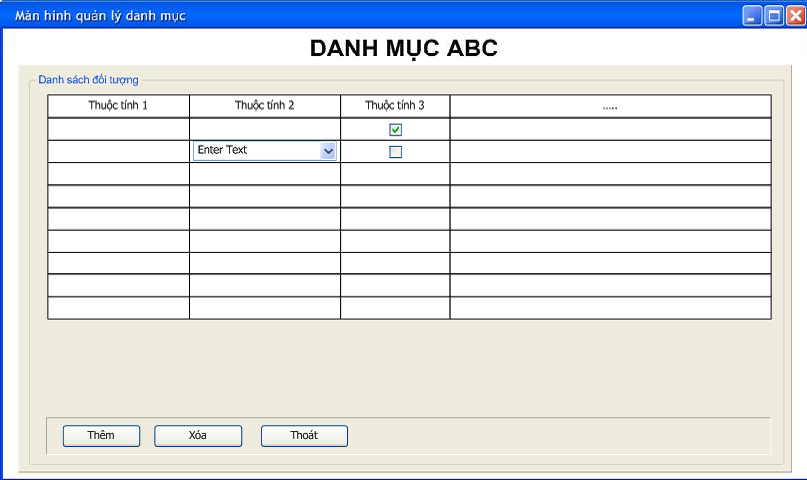 Màn hình quản lý danh mục
DANH MỤC ABC
Danh sách đối tượng
Thuộc tính 1 Thuộc tính 2 Thuộc tính 3 .....
Enter Text
Thêm Xóa Thoát